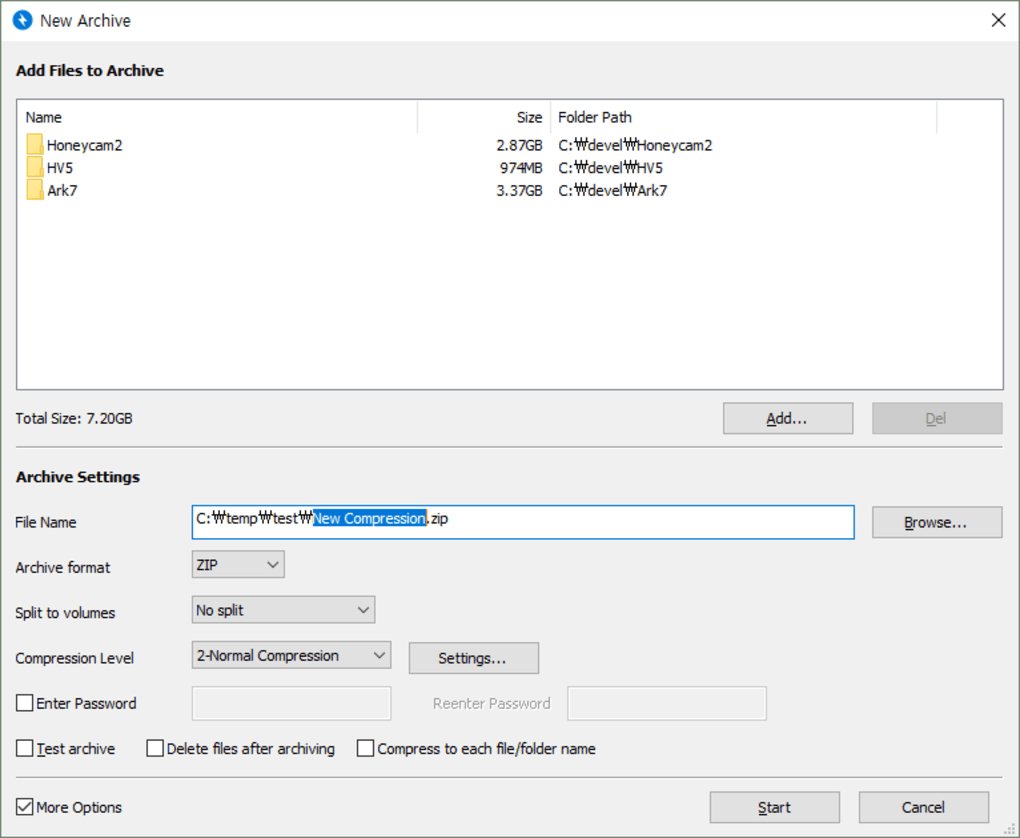 New Archive
Add Files to Archive
Name Size Folder Path
Honeycam2 2.87GB C:₩devel₩Honeycam2
HV5 974MB C:₩devel₩HV5
Ark7 3.37GB C:₩devel₩Ark7
Total Size: 7.20GB Add... Del
Archive Settings
File Name C:₩temp₩test₩New Compression.zip Browse...
Archive format ZIP
Split to volumes No split
Compression Level 2-Normal Compression Settings...
Enter Password Reenter Password
Test archive Delete files after archiving Compress to each file/folder name
More Options Start Cancel